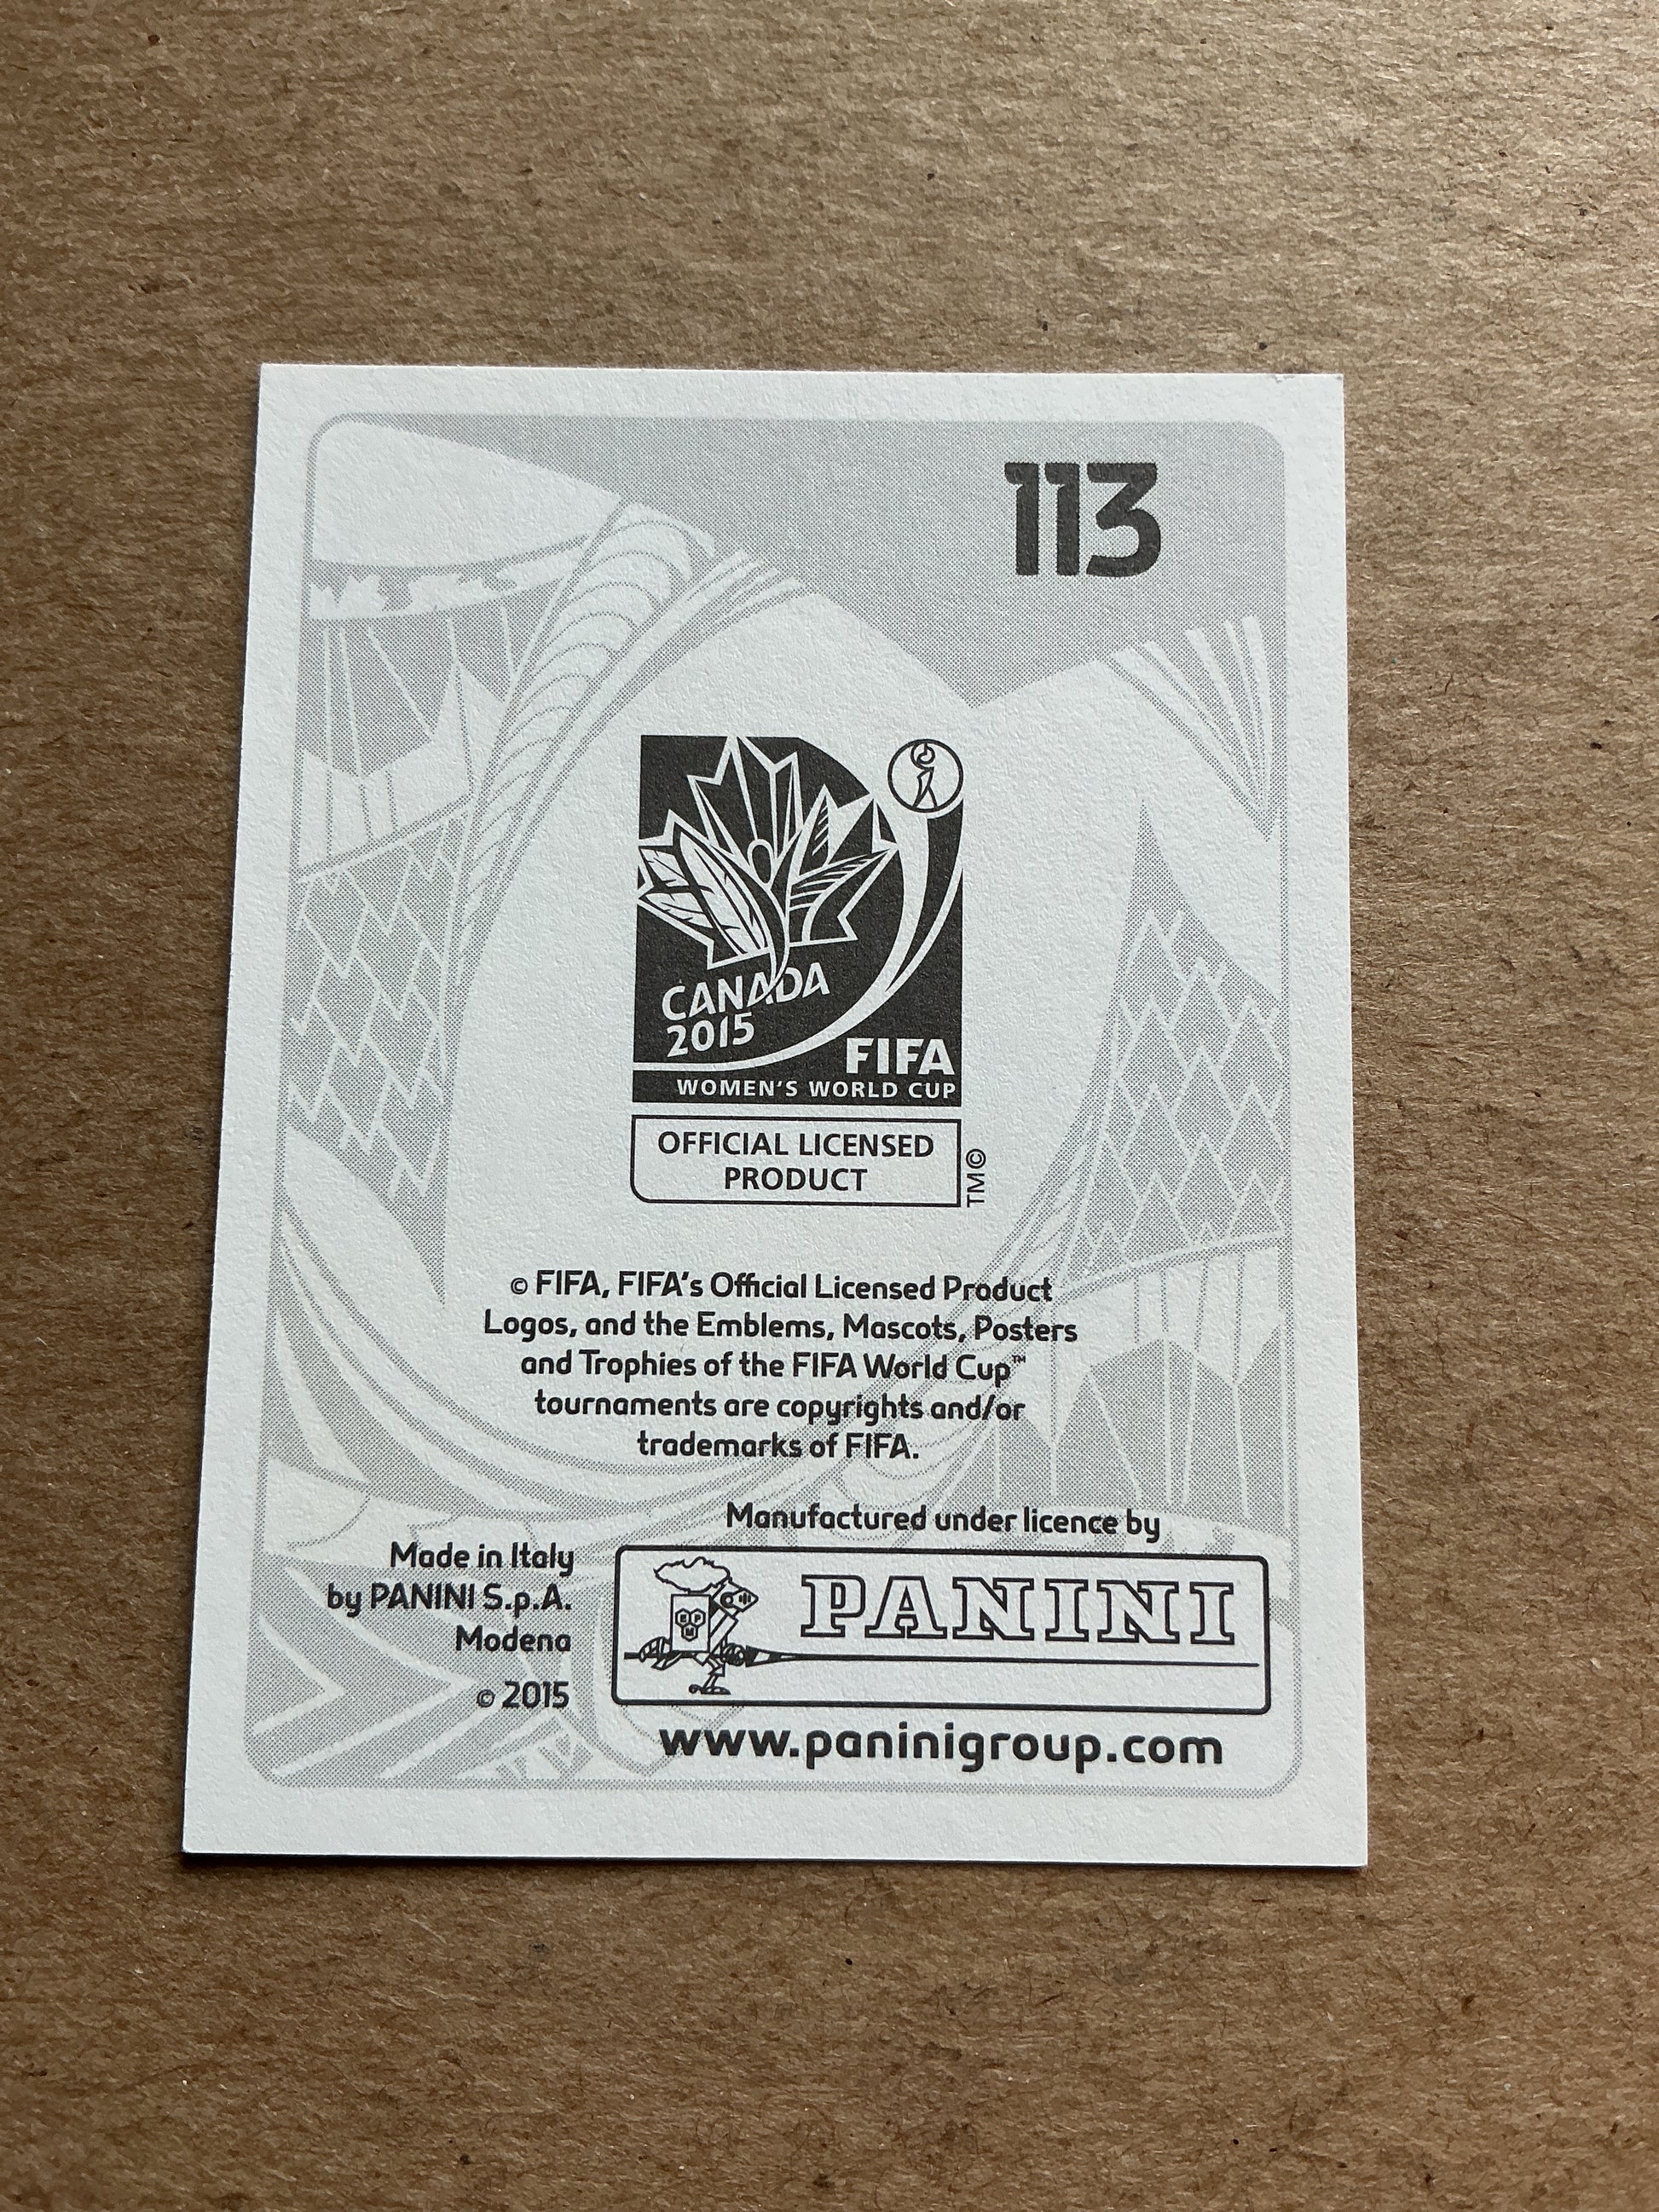 113
CANADA
2015
FIFA
WOMEN'S WORLD CUP
OFFICIAL LICENSED
PRODUCT
TM©
© FIFA, FIFA's Official Licensed Product
Logos, and the Emblems, Mascots, Posters
and Trophies of the FIFA World Cup™
tournaments are copyrights and/or
trademarks of FIFA.
Manufactured under licence by
Made in Italy
by PANINI S.p.A.
Modena
© 2015
EPM
PANINI
www.paninigroup.com